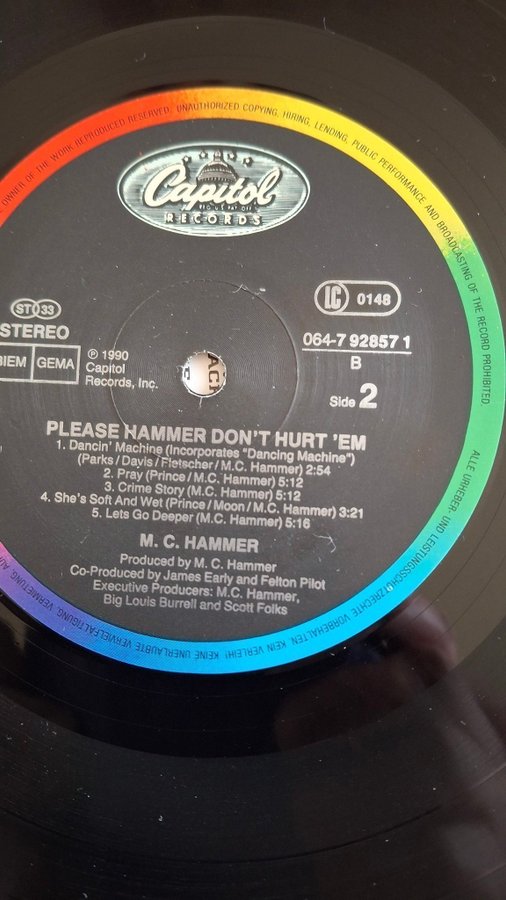 OWNER OF THE WORK REPRODUCED RESERVED. UNAUTHORIZED COPYING, HIRING, LENDING, PUBLIC PERFORMANCE AND BROADCASTING OF THE RECORD PROHIBITED.
Capitol
RECORDS
ST 33
STEREO
BIEM GEMA
℗ 1990
Capitol
Records, Inc.
LC 0148
064-7 92857 1
B
Side 2
PLEASE HAMMER DON'T HURT 'EM
1. Dancin' Machine (Incorporates "Dancing Machine")
(Parks/Davis/Fletscher/M.C. Hammer) 2:54
2. Pray (Prince/M.C. Hammer) 5:12
3. Crime Story (M.C. Hammer) 5:12
4. She's Soft And Wet (Prince/Moon/M.C. Hammer) 3:21
5. Lets Go Deeper (M.C. Hammer) 5:16
M. C. HAMMER
Produced by M. C. Hammer
Co-Produced by James Early and Felton Pilot
Executive Producers: M.C. Hammer,
Big Louis Burrell and Scott Folks
ALLE URHEBER- UND LEISTUNGSSCHUTZRECHTE VORBEHALTEN. KEIN VERLEIH! KEINE UNERLAUBTE VERVIELFÄLTIGUNG, VERMIETUNG,